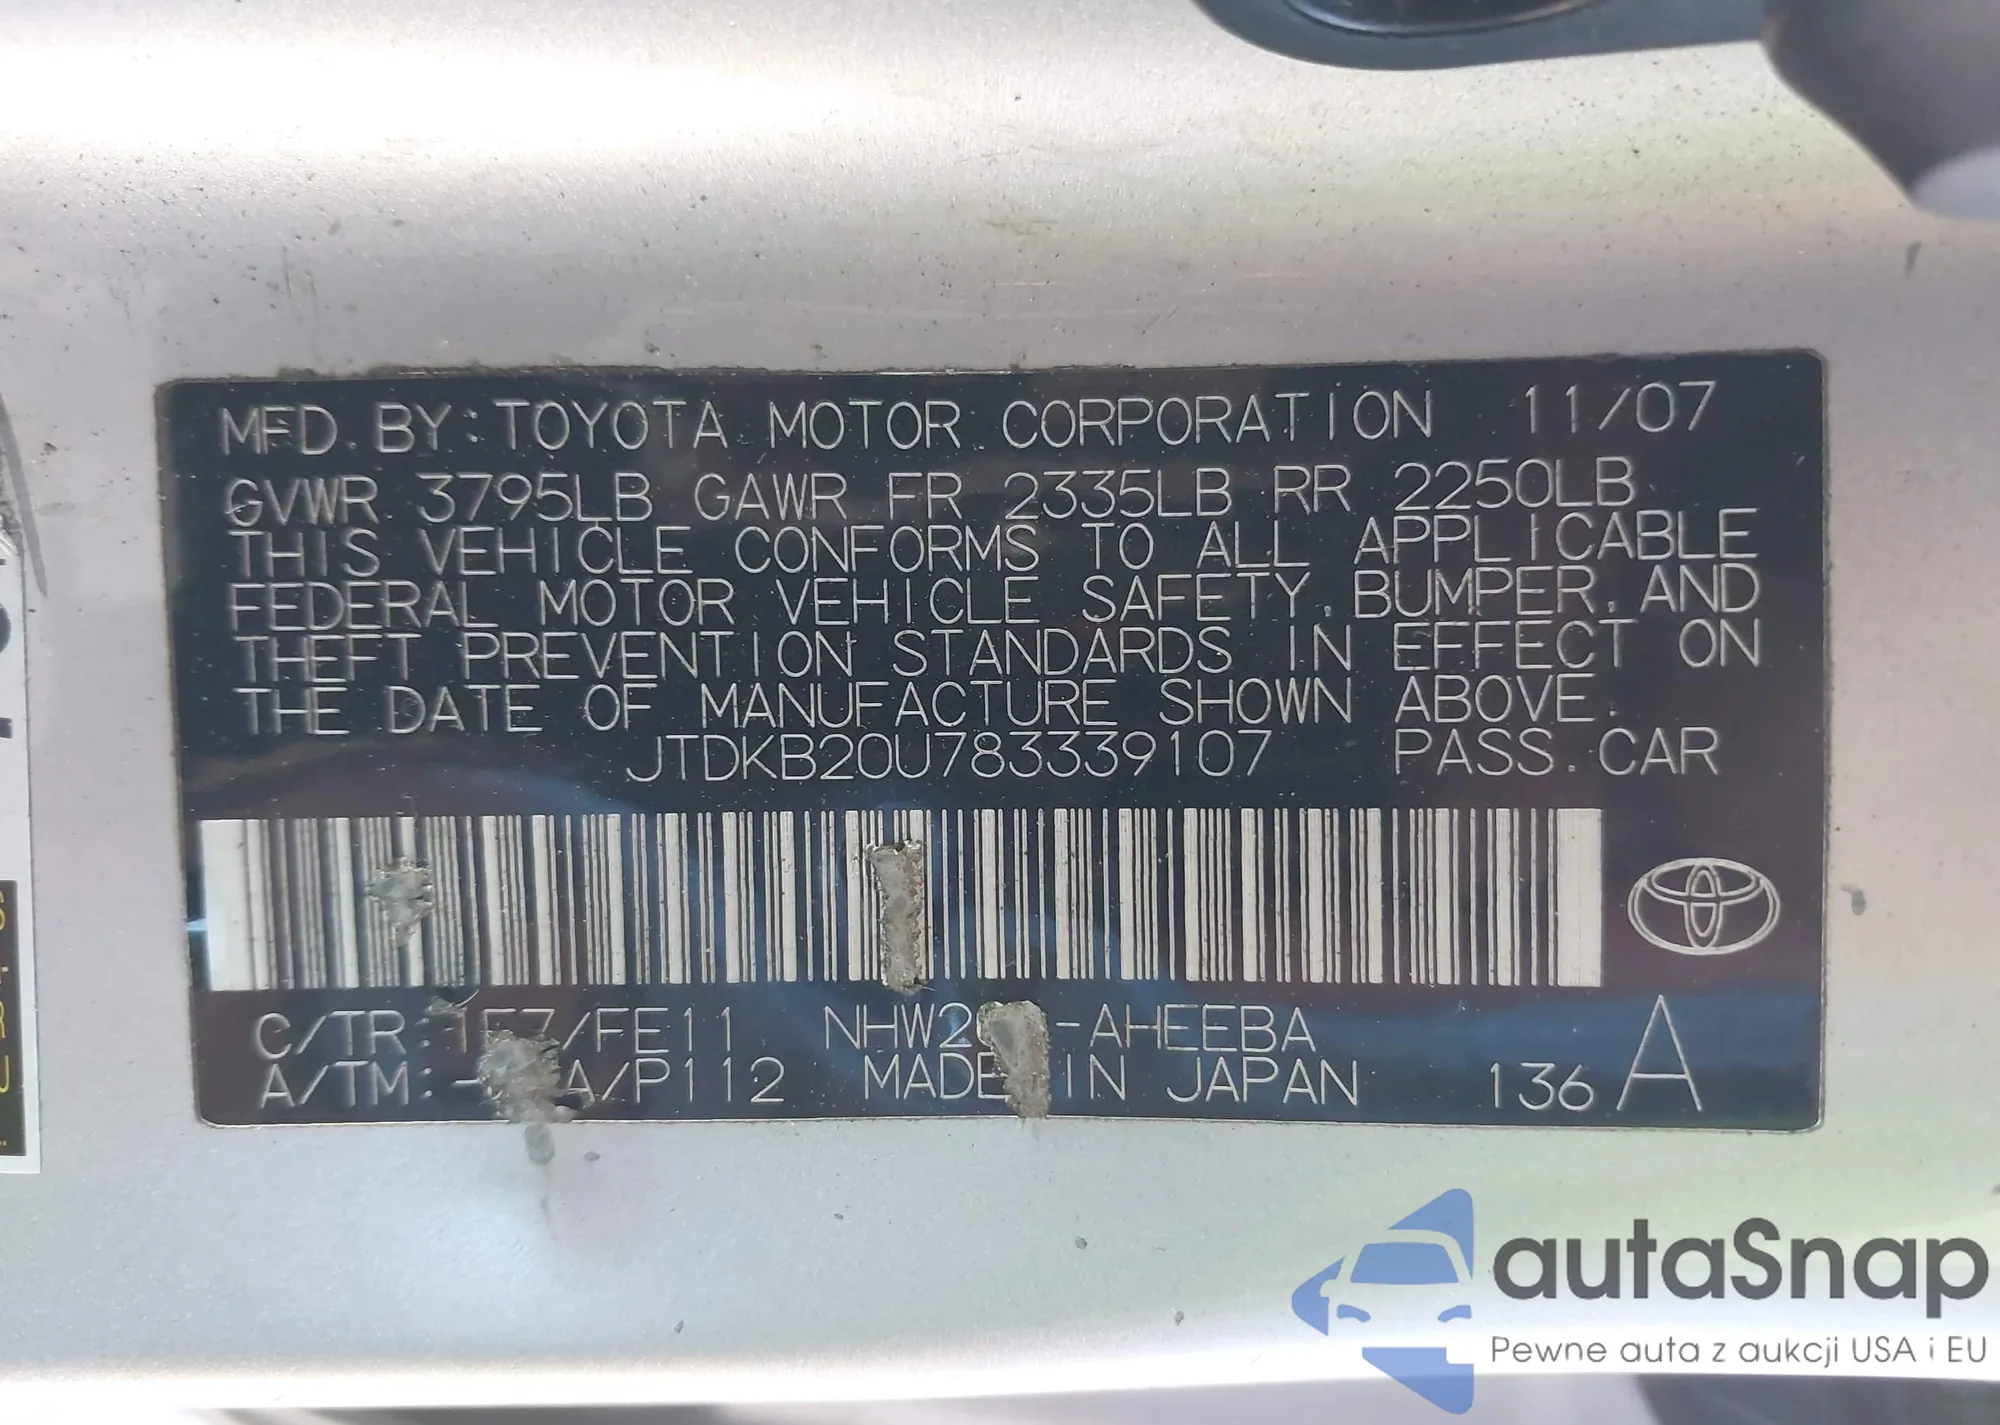 MFD. BY: TOYOTA MOTOR CORPORATION 11/07
GVWR 3795LB GAWR FR 2335LB RR 2250LB
THIS VEHICLE CONFORMS TO ALL APPLICABLE
FEDERAL MOTOR VEHICLE SAFETY, BUMPER, AND
THEFT PREVENTION STANDARDS IN EFFECT ON
THE DATE OF MANUFACTURE SHOWN ABOVE.
JTDKB20U783339107 PASS. CAR
C/TR: /FE11 -AHEEBA
A/TM: A/P112 MADE IN JAPAN 136 A
autaSnap
Pewne auta z aukcji USA i EU